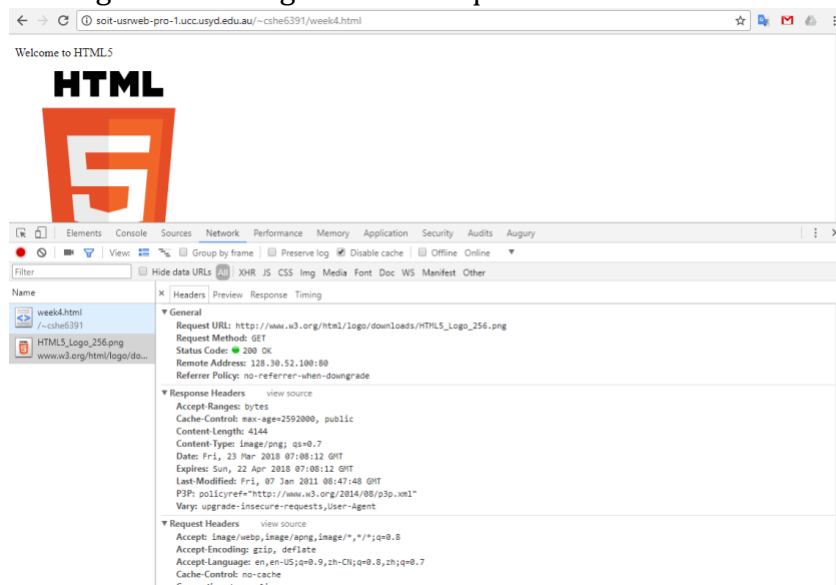 soit-usrweb-pro-1.ucc.usyd.edu.au/~cshe6391/week4.html
Welcome to HTML5
HTML
5
Elements Console Sources Network Performance Memory Application Security Audits Augury
View: Group by frame Preserve log Disable cache Offline Online
Filter Hide data URLs All XHR JS CSS Img Media Font Doc WS Manifest Other
Name
week4.html
/~cshe6391
HTML5_Logo_256.png
www.w3.org/html/logo/do...
Headers Preview Response Timing
General
Request URL: http://www.w3.org/html/logo/downloads/HTML5_Logo_256.png
Request Method: GET
Status Code: 200 OK
Remote Address: 128.30.52.100:80
Referrer Policy: no-referrer-when-downgrade
Response Headers view source
Accept-Ranges: bytes
Cache-Control: max-age=2592000, public
Content-Length: 4144
Content-Type: image/png; qs=0.7
Date: Fri, 23 Mar 2018 07:08:12 GMT
Expires: Sun, 22 Apr 2018 07:08:12 GMT
Last-Modified: Fri, 07 Jan 2011 08:47:48 GMT
P3P: policyref="http://www.w3.org/2014/08/p3p.xml"
Vary: upgrade-insecure-requests,User-Agent
Request Headers view source
Accept: image/webp,image/apng,image/*,*/*;q=0.8
Accept-Encoding: gzip, deflate
Accept-Language: en,en-US;q=0.9,zh-CN;q=0.8,zh;q=0.7
Cache-Control: no-cache